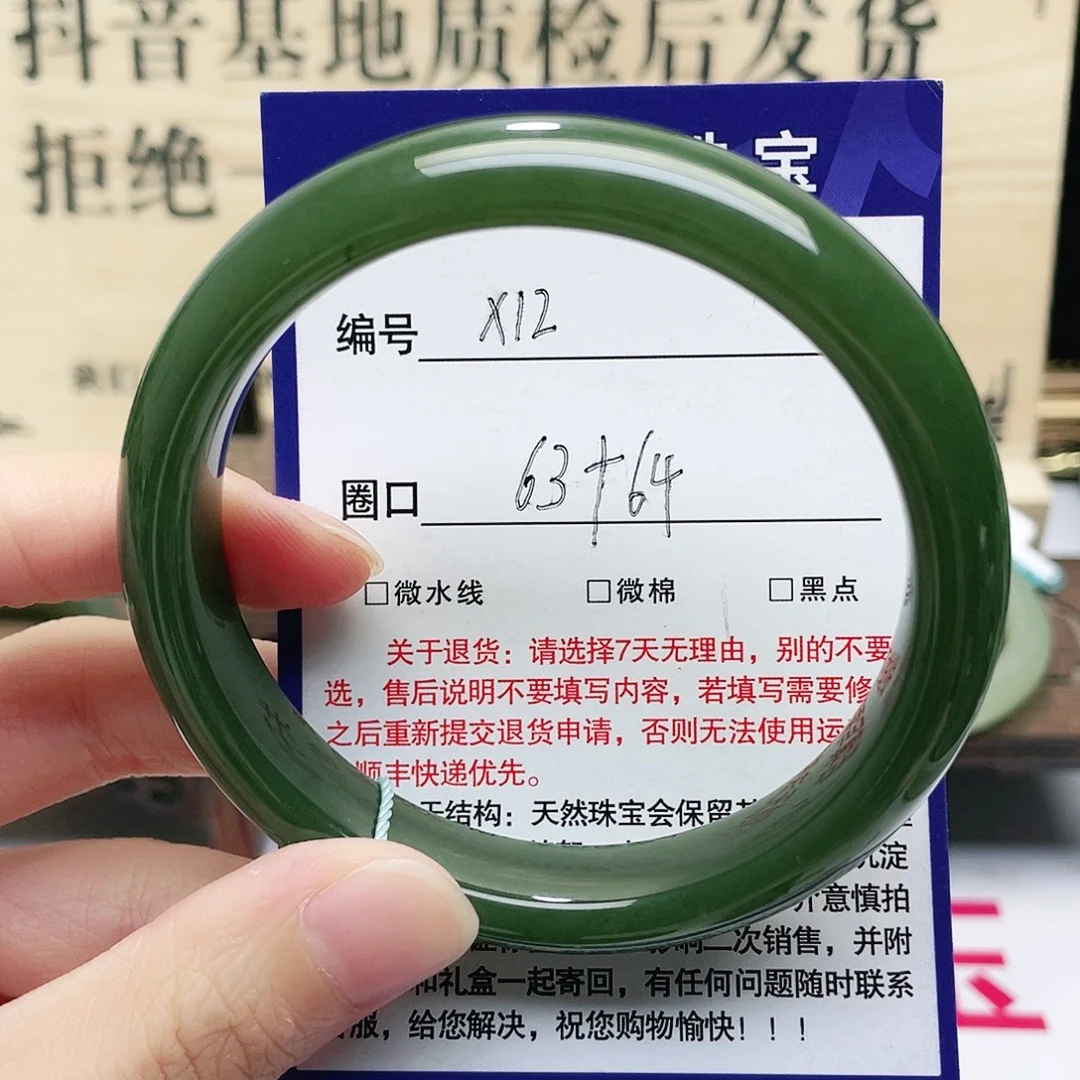 抖音基地质检后发货
拒绝
宝
编号 X12
圈口 63+64
□微水线 □微棉 □黑点
关于退货：请选择7天无理由，别的不要
选，售后说明不要填写内容，若填写需要修
之后重新提交退货申请，否则无法使用运
顺丰快递优先。
结构：天然珠宝会保留
淀
介意慎拍
二次销售，并附
和礼盒一起寄回，有任何问题随时联系
服，给您解决，祝您购物愉快！！！